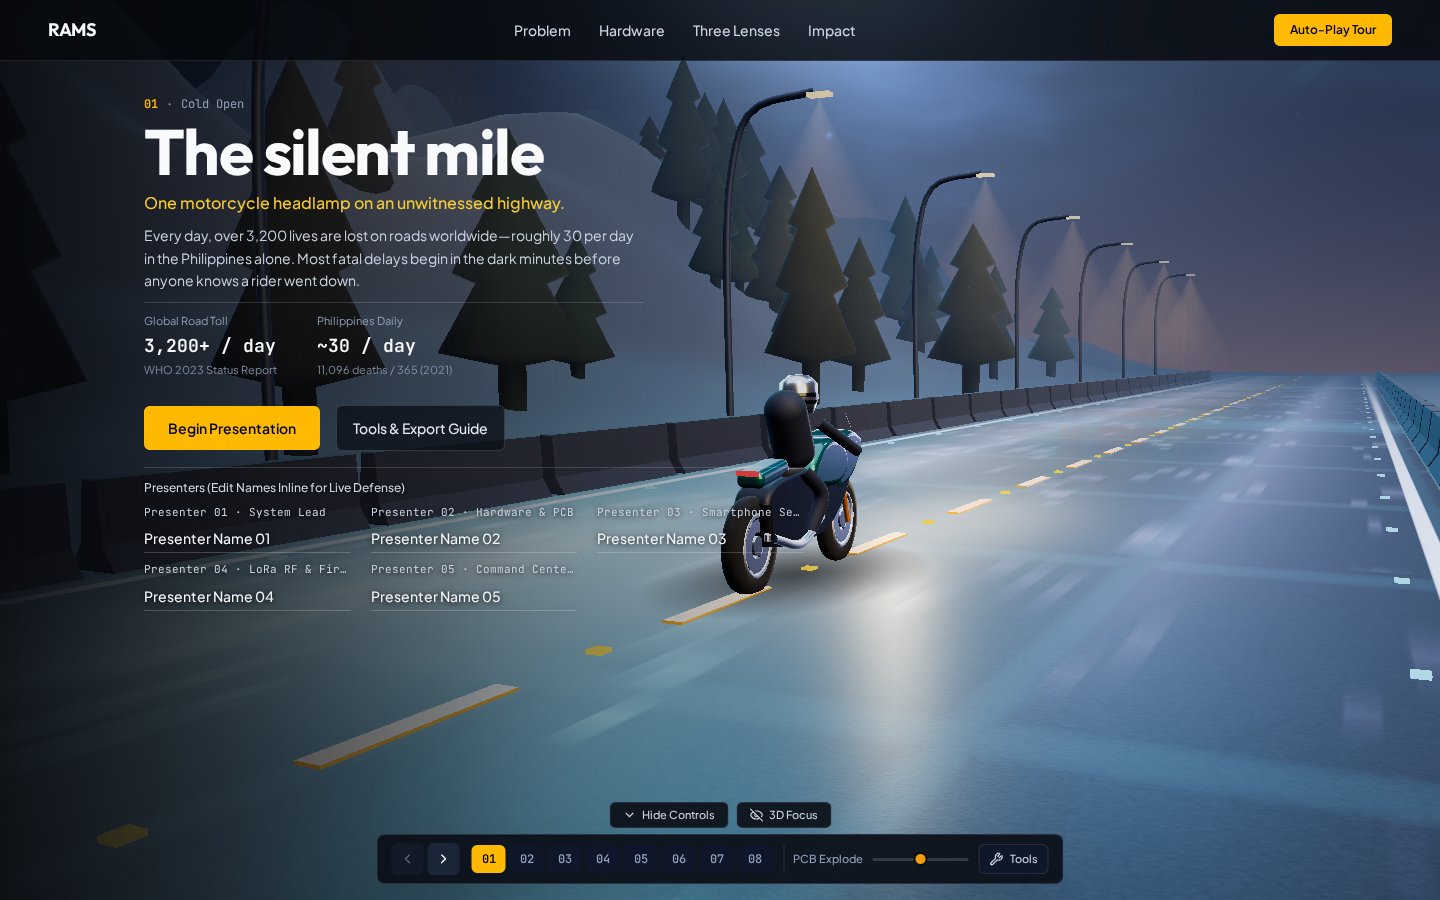 RAMS
Problem
Hardware
Three Lenses
Impact
Auto-Play Tour
01 · Cold Open
The silent mile
One motorcycle headlamp on an unwitnessed highway.
Every day, over 3,200 lives are lost on roads worldwide—roughly 30 per day
in the Philippines alone. Most fatal delays begin in the dark minutes before
anyone knows a rider went down.
Global Road Toll
3,200+ / day
WHO 2023 Status Report
Philippines Daily
~30 / day
11,096 deaths / 365 (2021)
Begin Presentation
Tools & Export Guide
Presenters (Edit Names Inline for Live Defense)
Presenter 01 · System Lead
Presenter Name 01
Presenter 02 · Hardware & PCB
Presenter Name 02
Presenter 03 · Smartphone Se…
Presenter Name 03
Presenter 04 · LoRa RF & Fir…
Presenter Name 04
Presenter 05 · Command Cente…
Presenter Name 05
Hide Controls
3D Focus
01
02
03
04
05
06
07
08
PCB Explode
Tools